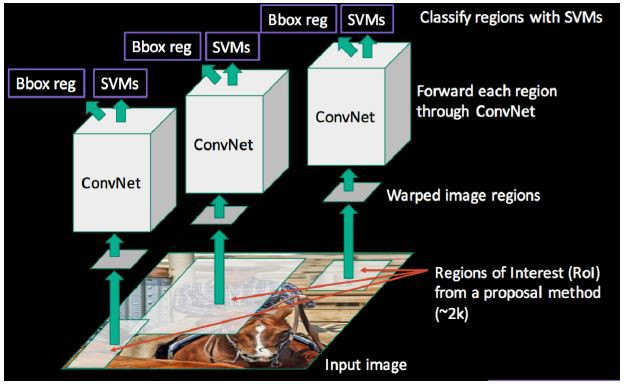 Bbox reg
SVMs
Classify regions with SVMs
Bbox reg
SVMs
Bbox reg
SVMs
Forward each region
through ConvNet
ConvNet
ConvNet
ConvNet
Warped image regions
Regions of Interest (RoI)
from a proposal method
(~2k)
Input image